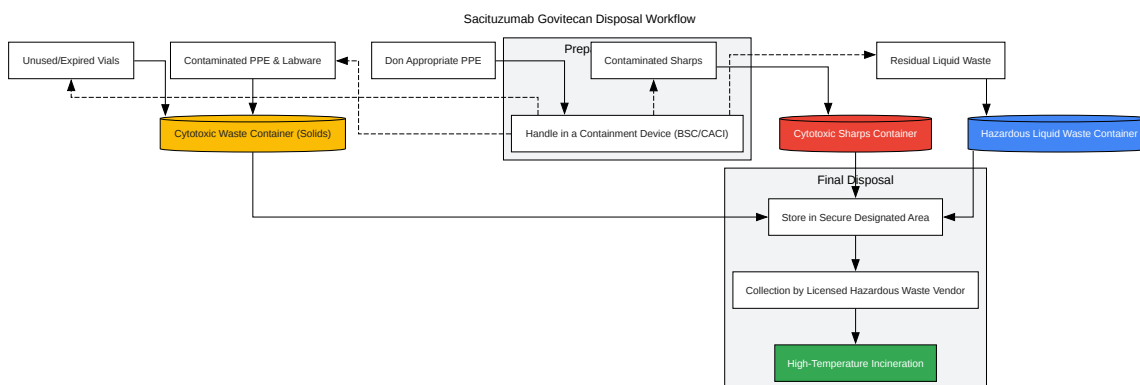 Sacituzumab Govitecan Disposal Workflow
Unused/Expired Vials
Contaminated PPE & Labware
Don Appropriate PPE
Contaminated Sharps
Residual Liquid Waste
Cytotoxic Waste Container (Solids)
Handle in a Containment Device (BSC/CACI)
Cytotoxic Sharps Container
Hazardous Liquid Waste Container
Final Disposal
Store in Secure Designated Area
Collection by Licensed Hazardous Waste Vendor
High-Temperature Incineration